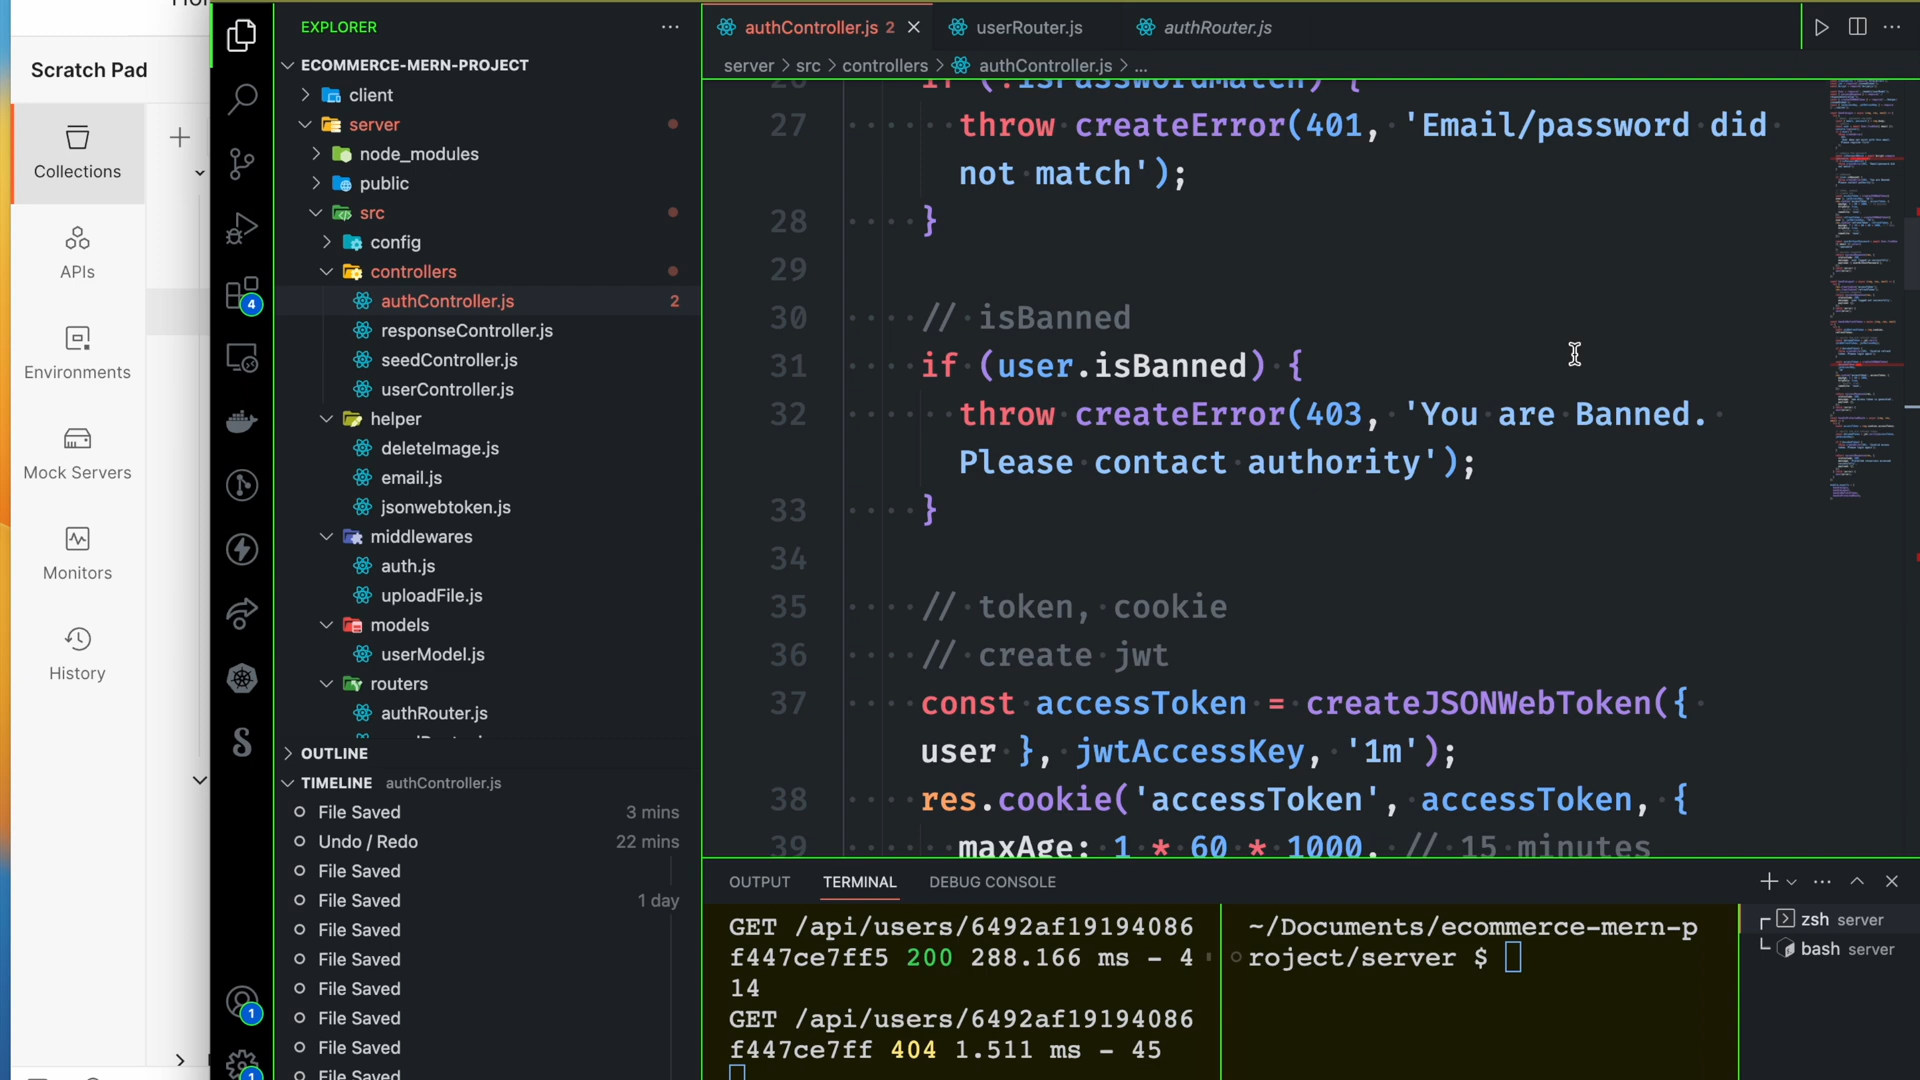 Scratch Pad
Collections
APIs
Environments
Mock Servers
Monitors
History
EXPLORER
ECOMMERCE-MERN-PROJECT
client
server
node_modules
public
src
config
controllers
authController.js 2
responseController.js
seedController.js
userController.js
helper
deleteImage.js
email.js
jsonwebtoken.js
middlewares
auth.js
uploadFile.js
models
userModel.js
routers
authRouter.js
OUTLINE
TIMELINE authController.js
File Saved 3 mins
Undo / Redo 22 mins
File Saved
File Saved 1 day
File Saved
File Saved
File Saved
File Saved
File Saved
File Saved
4
1
1
authController.js 2
userRouter.js
authRouter.js
server > src > controllers > authController.js > ...
26 if (!isPasswordMatch) {
27 throw createError(401, 'Email/password did
not match');
28 }
29
30 // isBanned
31 if (user.isBanned) {
32 throw createError(403, 'You are Banned.
Please contact authority');
33 }
34
35 // token, cookie
36 // create jwt
37 const accessToken = createJSONWebToken({
user }, jwtAccessKey, '1m');
38 res.cookie('accessToken', accessToken, {
39 maxAge: 1 * 60 * 1000, // 15 minutes
OUTPUT TERMINAL DEBUG CONSOLE
GET /api/users/6492af19194086
f447ce7ff5 200 288.166 ms - 4
14
GET /api/users/6492af19194086
f447ce7ff 404 1.511 ms - 45
~/Documents/ecommerce-mern-p
roject/server $
zsh server
bash server